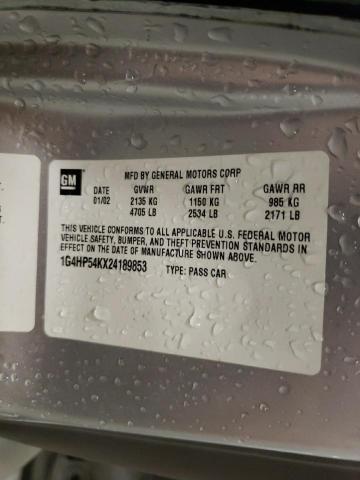 GM
MFD BY GENERAL MOTORS CORP
DATE GVWR GAWR FRT GAWR RR
01/02 2135 KG 1150 KG 985 KG
4705 LB 2534 LB 2171 LB
THIS VEHICLE CONFORMS TO ALL APPLICABLE U.S. FEDERAL MOTOR
VEHICLE SAFETY, BUMPER, AND THEFT PREVENTION STANDARDS IN
EFFECT ON THE DATE OF MANUFACTURE SHOWN ABOVE.
1G4HP54KX24189853 TYPE: PASS CAR